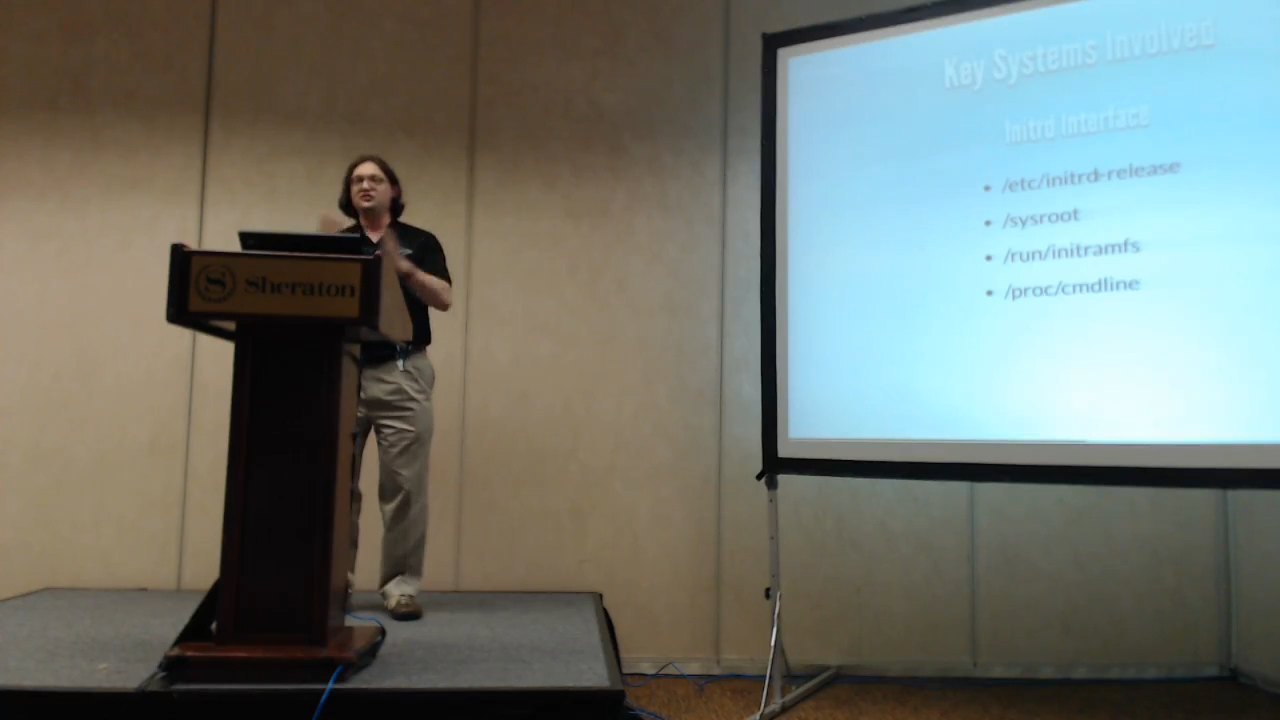 Key Systems Involved
Initrd Interface
• /etc/initrd-release
• /sysroot
• /run/initramfs
• /proc/cmdline
S Sheraton